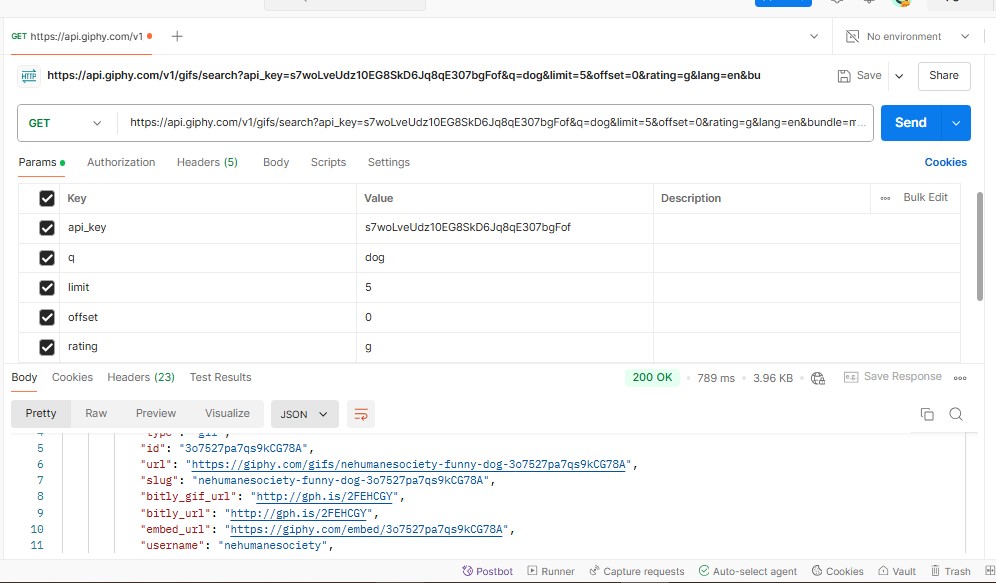 GET https://api.giphy.com/v1
No environment
HTTP https://api.giphy.com/v1/gifs/search?api_key=s7woLveUdz10EG8SkD6Jq8qE307bgFof&q=dog&limit=5&offset=0&rating=g&lang=en&bu
Save
Share
GET https://api.giphy.com/v1/gifs/search?api_key=s7woLveUdz10EG8SkD6Jq8qE307bgFof&q=dog&limit=5&offset=0&rating=g&lang=en&bundle=m...
Send
Params Authorization Headers (5) Body Scripts Settings Cookies
Key Value Description Bulk Edit
api_key s7woLveUdz10EG8SkD6Jq8qE307bgFof
q dog
limit 5
offset 0
rating g
Body Cookies Headers (23) Test Results 200 OK 789 ms 3.96 KB Save Response
Pretty Raw Preview Visualize JSON
4 "type": "gif",
5 "id": "3o7527pa7qs9kCG78A",
6 "url": "https://giphy.com/gifs/nehumanesociety-funny-dog-3o7527pa7qs9kCG78A",
7 "slug": "nehumanesociety-funny-dog-3o7527pa7qs9kCG78A",
8 "bitly_gif_url": "http://gph.is/2FEHCGY",
9 "bitly_url": "http://gph.is/2FEHCGY",
10 "embed_url": "https://giphy.com/embed/3o7527pa7qs9kCG78A",
11 "username": "nehumanesociety",
Postbot Runner Capture requests Auto-select agent Cookies Vault Trash